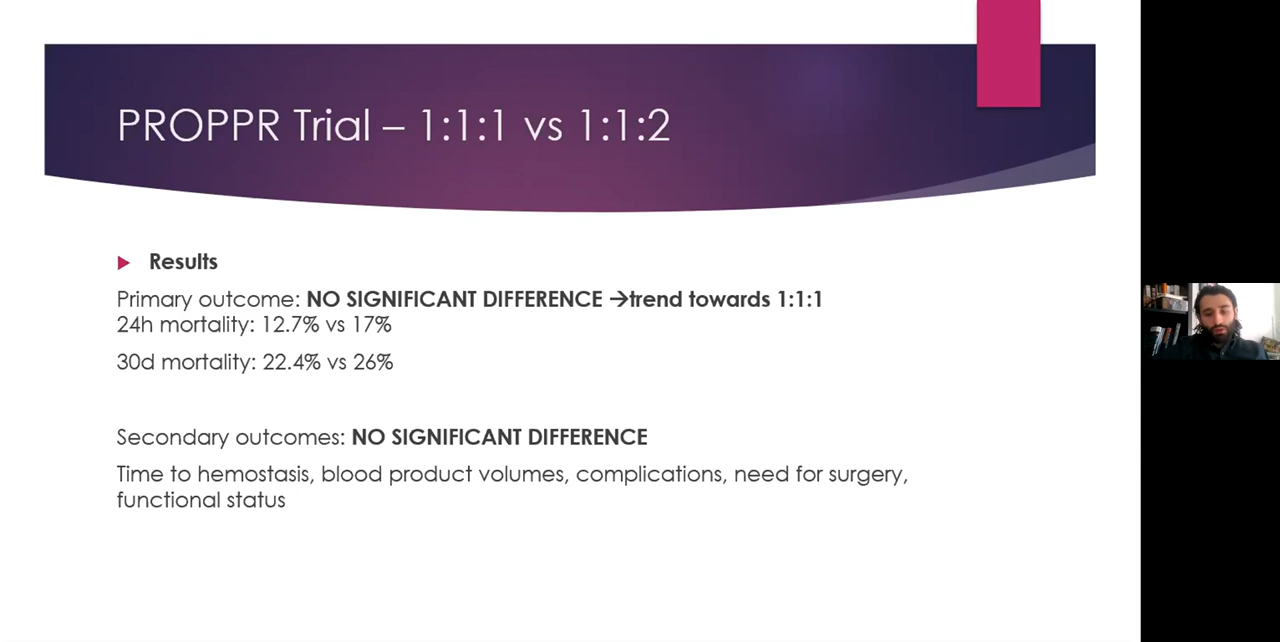 PROPPR Trial – 1:1:1 vs 1:1:2
Results
Primary outcome: NO SIGNIFICANT DIFFERENCE →trend towards 1:1:1
24h mortality: 12.7% vs 17%
30d mortality: 22.4% vs 26%
Secondary outcomes: NO SIGNIFICANT DIFFERENCE
Time to hemostasis, blood product volumes, complications, need for surgery,
functional status